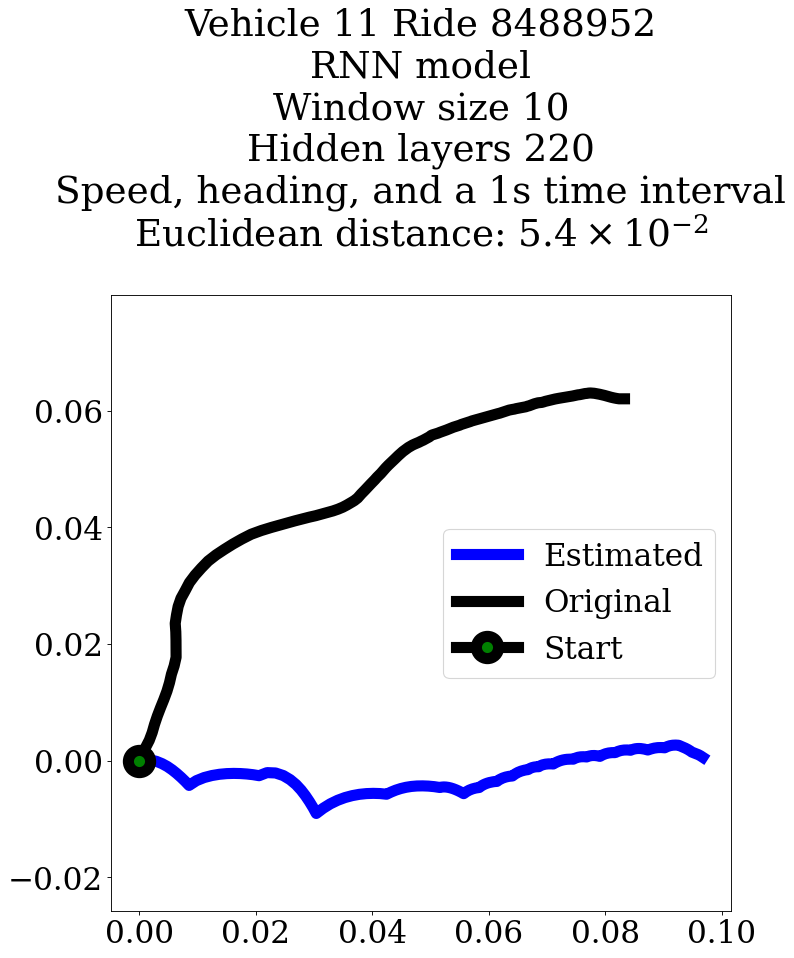 Vehicle 11 Ride 8488952
RNN model
Window size 10
Hidden layers 220
Speed, heading, and a 1s time interval
Euclidean distance: 5.4 × 10⁻²
0.06
0.04
0.02
0.00
−0.02
Estimated
Original
Start
0.00 0.02 0.04 0.06 0.08 0.10